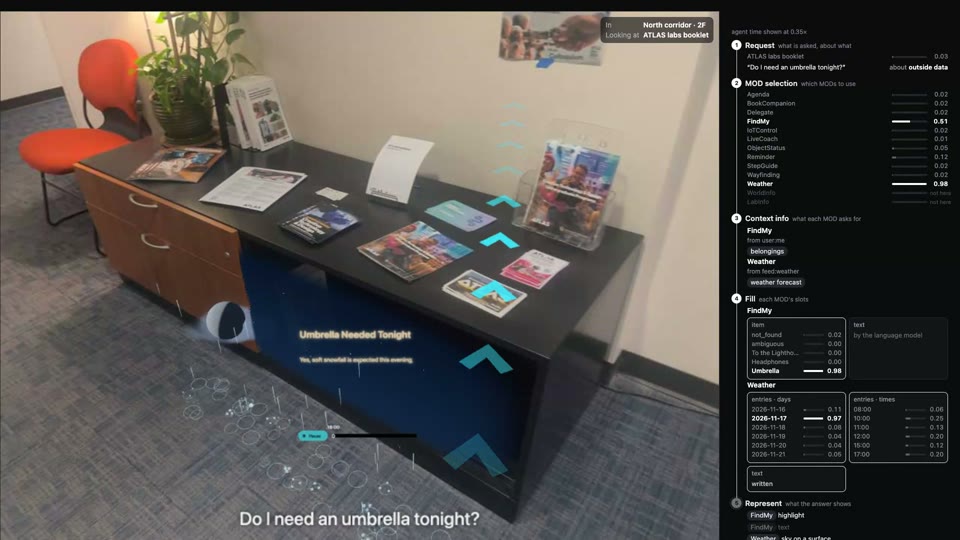 In North corridor · 2F
Looking at ATLAS labs booklet
Umbrella Needed Tonight
Yes, soft snowfall is expected this evening.
Do I need an umbrella tonight?
agent time shown at 0.35×
1 Request what is asked, about what
ATLAS labs booklet 0.03
"Do I need an umbrella tonight?" about outside data
2 MOD selection which MODs to use
Agenda 0.02
BookCompanion 0.02
Delegate 0.02
FindMy 0.51
IoTControl 0.02
LiveCoach 0.01
ObjectStatus 0.05
Reminder 0.12
StepGuide 0.02
Wayfinding 0.02
Weather 0.98
WorldInfo not here
LabInfo not here
3 Context info what each MOD asks for
FindMy
from user:me
belongings
Weather
from feed:weather
weather forecast
4 Fill each MOD's slots
FindMy
item
not_found 0.02
ambiguous 0.00
To the Lightho... 0.00
Headphones 0.00
Umbrella 0.98
text
by the language model
Weather
entries · days
2026-11-16 0.11
2026-11-17 0.97
2026-11-18 0.08
2026-11-19 0.04
2026-11-20 0.04
2026-11-21 0.05
entries · times
08:00 0.06
10:00 0.25
11:00 0.13
12:00 0.20
15:00 0.12
17:00 0.20
text
written
5 Represent what the answer shows
FindMy highlight
FindMy text
Weather sky on a surface